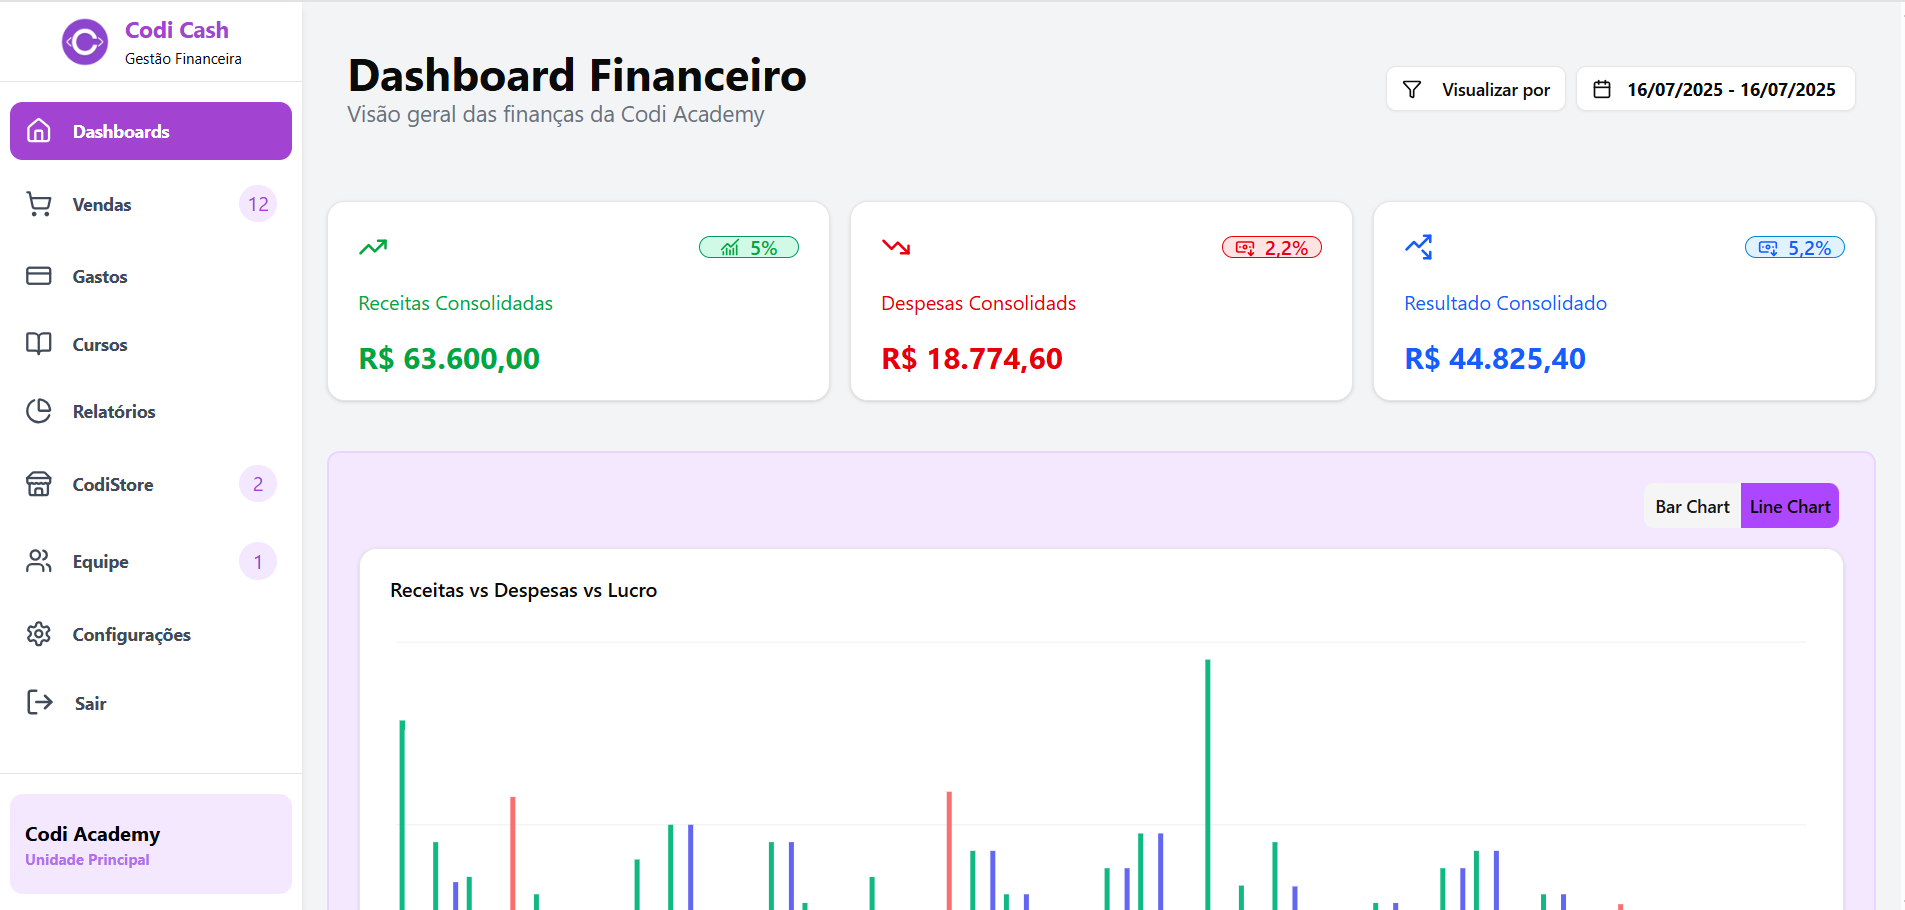 Codi Cash
Gestão Financeira
Dashboards
Vendas 12
Gastos
Cursos
Relatórios
CodiStore 2
Equipe 1
Configurações
Sair
Codi Academy
Unidade Principal
Dashboard Financeiro
Visão geral das finanças da Codi Academy
Visualizar por
16/07/2025 - 16/07/2025
5%
Receitas Consolidadas
R$ 63.600,00
2,2%
Despesas Consolidads
R$ 18.774,60
5,2%
Resultado Consolidado
R$ 44.825,40
Bar Chart Line Chart
Receitas vs Despesas vs Lucro